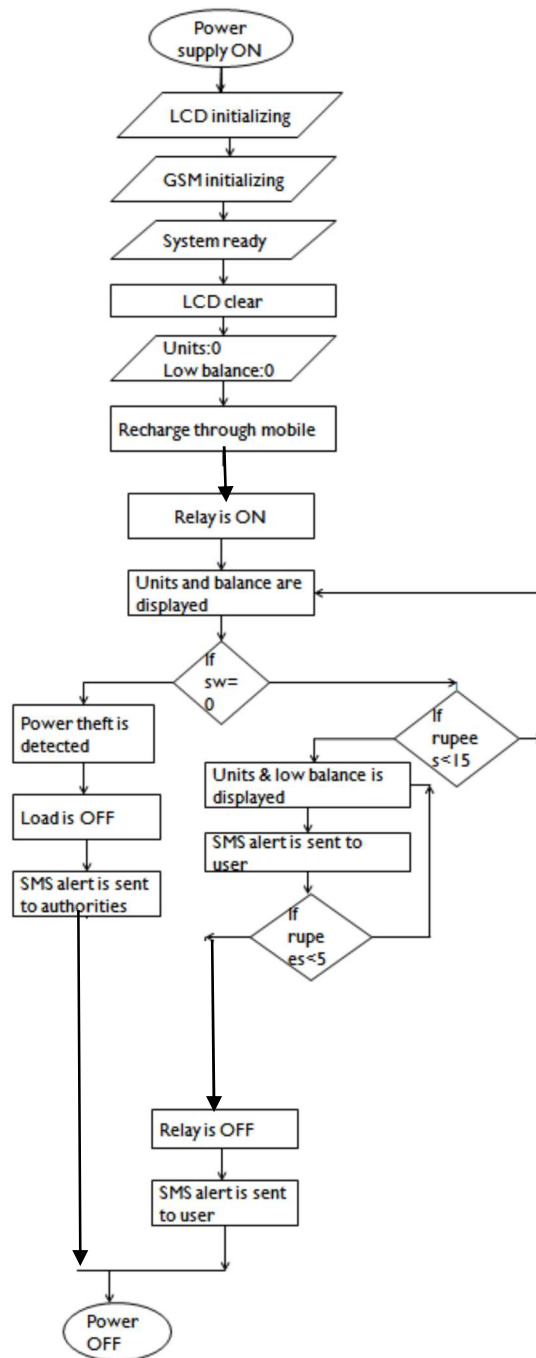 Power
supply ON
LCD initializing
GSM initializing
System ready
LCD clear
Units:0
Low balance:0
Recharge through mobile
Relay is ON
Units and balance are
displayed
If
sw=
0
Power theft is
detected
Load is OFF
SMS alert is sent
to authorities
If
rupee
s<15
Units & low balance is
displayed
SMS alert is sent to
user
If
rupe
es<5
Relay is OFF
SMS alert is sent
to user
Power
OFF